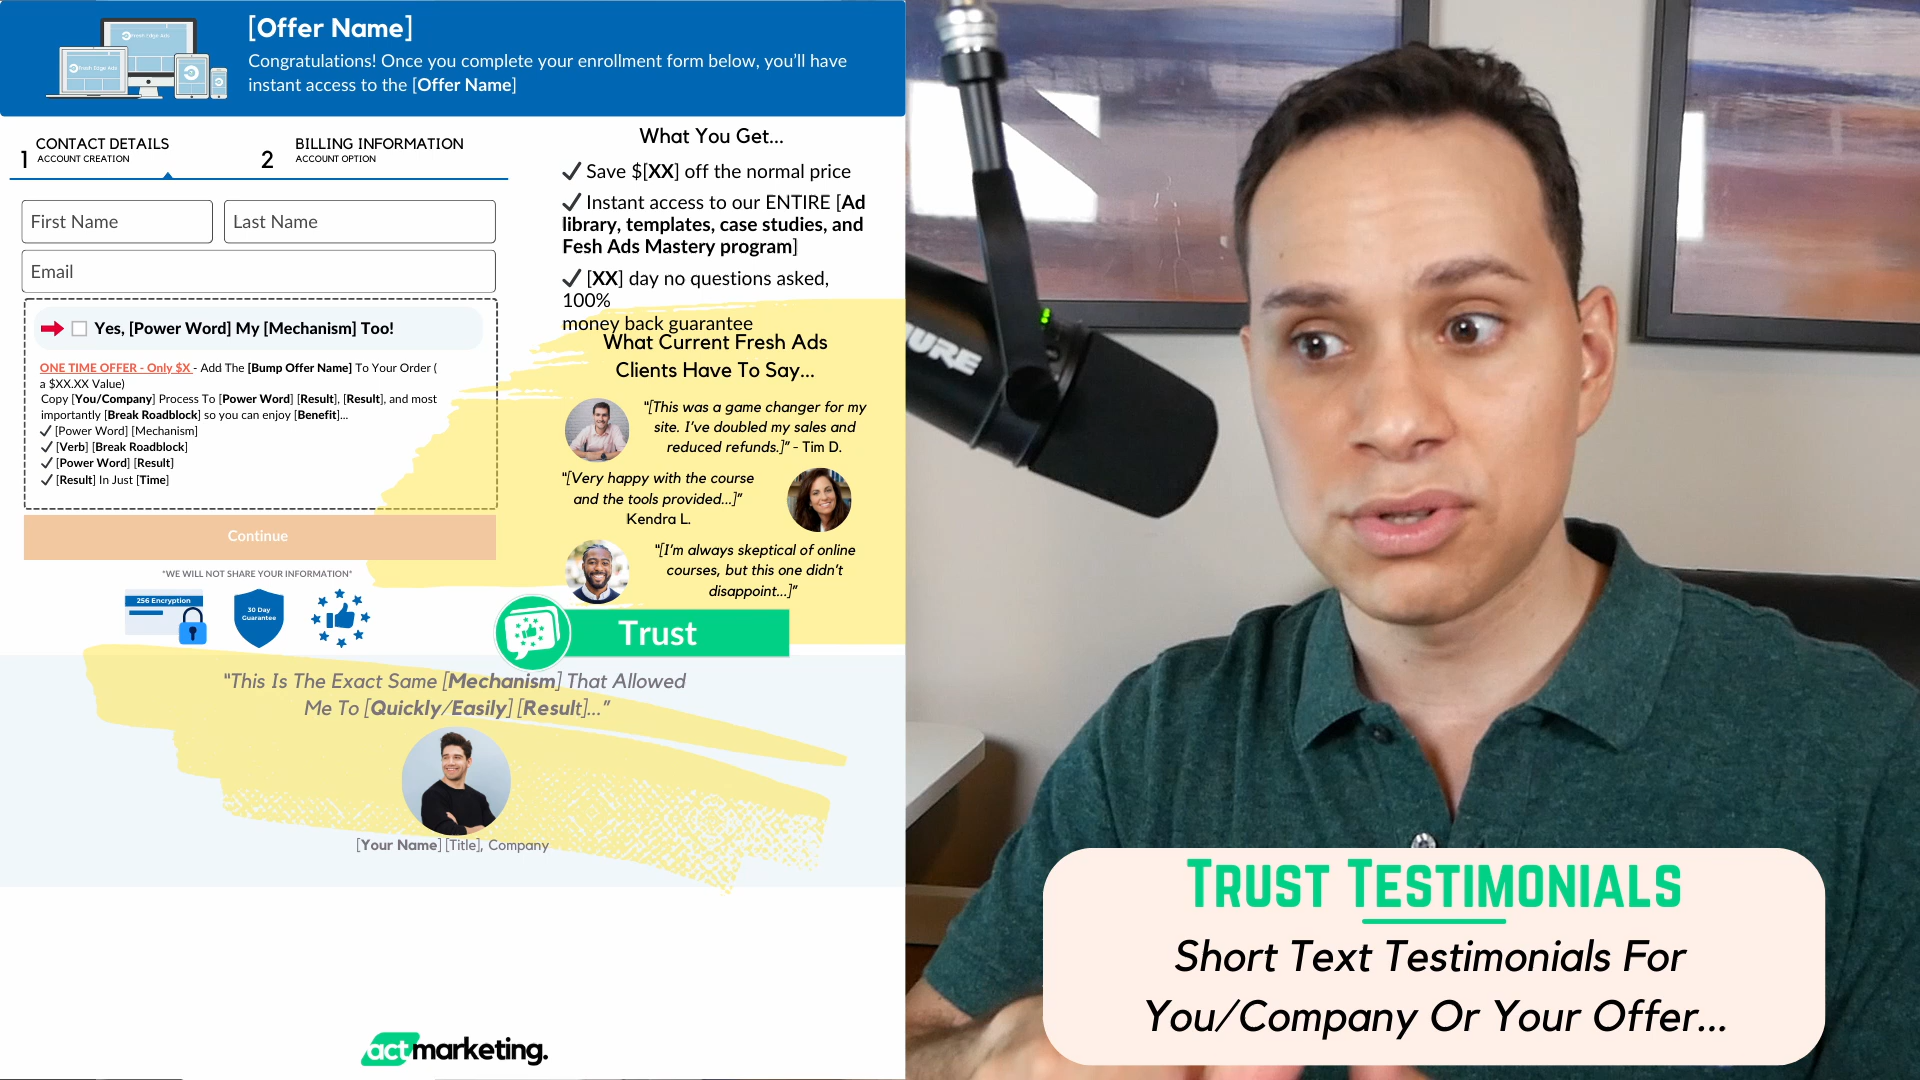 [Offer Name]
Congratulations! Once you complete your enrollment form below, you'll have
instant access to the [Offer Name]
1 CONTACT DETAILS
ACCOUNT CREATION
2 BILLING INFORMATION
ACCOUNT OPTION
First Name
Last Name
Email
Yes, [Power Word] My [Mechanism] Too!
ONE TIME OFFER - Only $X - Add The [Bump Offer Name] To Your Order (
a $XX.XX Value)
Copy [You/Company] Process To [Power Word] [Result], [Result], and most
importantly [Break Roadblock] so you can enjoy [Benefit]...
✓ [Power Word] [Mechanism]
✓ [Verb] [Break Roadblock]
✓ [Power Word] [Result]
✓ [Result] In Just [Time]
Continue
*WE WILL NOT SHARE YOUR INFORMATION*
256 Encryption
30 Day
Guarantee
What You Get...
✓ Save $[XX] off the normal price
✓ Instant access to our ENTIRE [Ad
library, templates, case studies, and
Fesh Ads Mastery program]
✓ [XX] day no questions asked,
100%
money back guarantee
What Current Fresh Ads
Clients Have To Say...
"[This was a game changer for my
site. I've doubled my sales and
reduced refunds.]" - Tim D.
"[Very happy with the course
and the tools provided...]"
Kendra L.
"[I'm always skeptical of online
courses, but this one didn't
disappoint...]"
Trust
"This Is The Exact Same [Mechanism] That Allowed
Me To [Quickly/Easily] [Result]..."
[Your Name] [Title], Company
actmarketing.
URE
Trust Testimonials
Short Text Testimonials For
You/Company Or Your Offer...